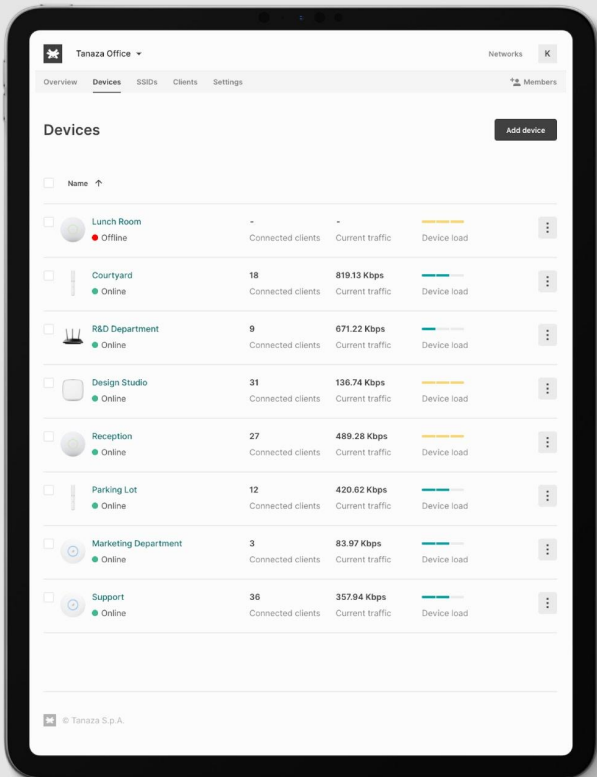 Tanaza Office
Networks
K
Overview Devices SSIDs Clients Settings
Members
Devices
Add device
Name
Lunch Room - -
Offline Connected clients Current traffic Device load
Courtyard 18 819.13 Kbps
Online Connected clients Current traffic Device load
R&D Department 9 671.22 Kbps
Online Connected clients Current traffic Device load
Design Studio 31 136.74 Kbps
Online Connected clients Current traffic Device load
Reception 27 489.28 Kbps
Online Connected clients Current traffic Device load
Parking Lot 12 420.62 Kbps
Online Connected clients Current traffic Device load
Marketing Department 3 83.97 Kbps
Online Connected clients Current traffic Device load
Support 36 357.94 Kbps
Online Connected clients Current traffic Device load
© Tanaza S.p.A.